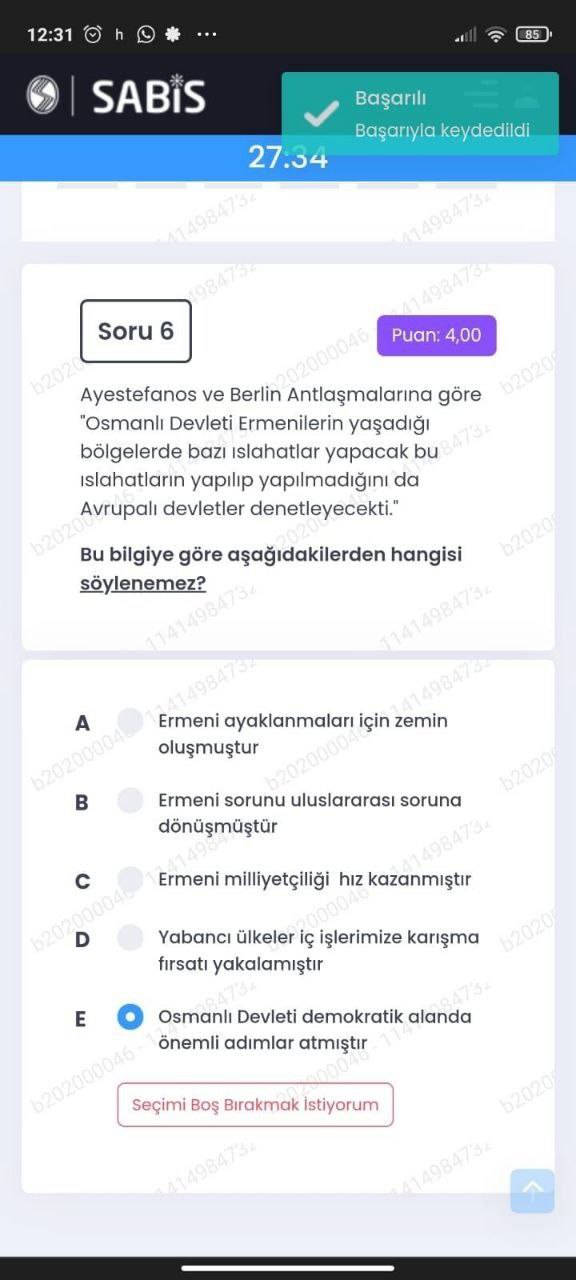 12:31 h ... 85
SABİS
Başarılı
Başarıyla keydedildi
27:34
Soru 6
Puan: 4,00
Ayestefanos ve Berlin Antlaşmalarına göre
"Osmanlı Devleti Ermenilerin yaşadığı
bölgelerde bazı ıslahatlar yapacak bu
ıslahatların yapılıp yapılmadığını da
Avrupalı devletler denetleyecekti."
Bu bilgiye göre aşağıdakilerden hangisi
söylenemez?
A Ermeni ayaklanmaları için zemin
oluşmuştur
B Ermeni sorunu uluslararası soruna
dönüşmüştür
C Ermeni milliyetçiliği hız kazanmıştır
D Yabancı ülkeler iç işlerimize karışma
fırsatı yakalamıştır
E Osmanlı Devleti demokratik alanda
önemli adımlar atmıştır
Seçimi Boş Bırakmak İstiyorum